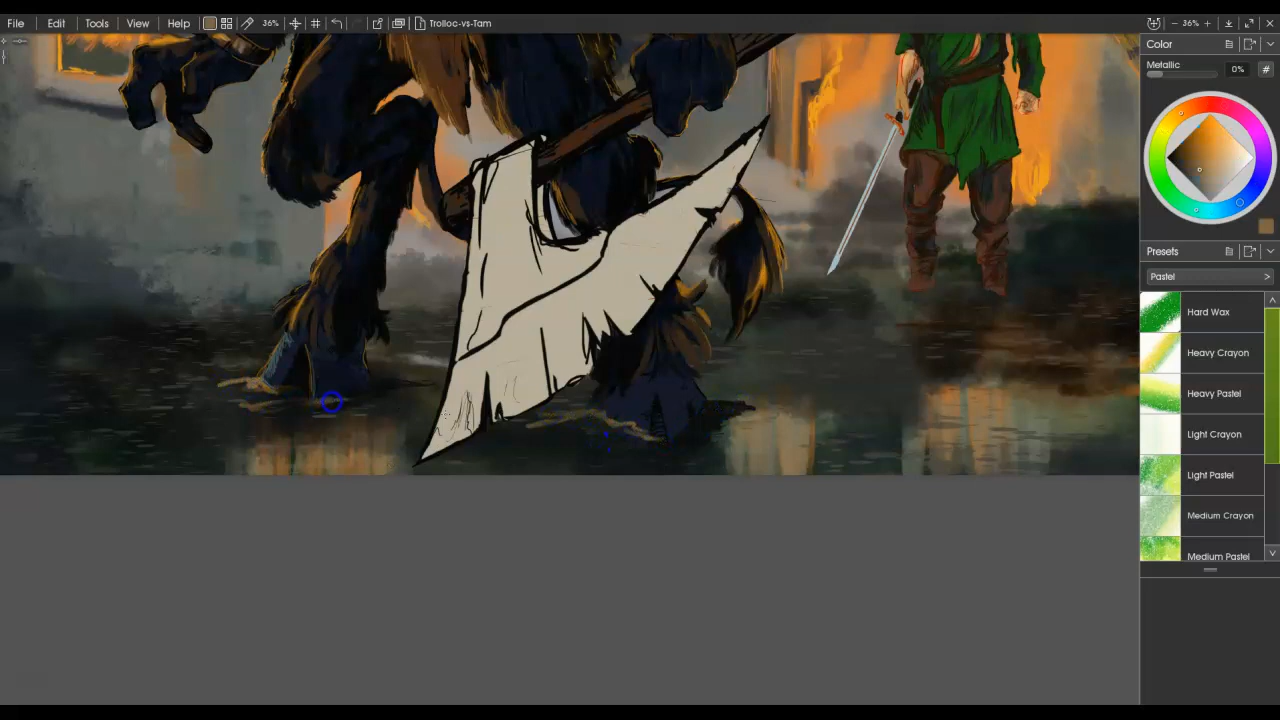 File Edit Tools View Help 36% Trolloc-vs-Tam − 36% +
Color
Metallic
0% #
Presets
Pastel >
Hard Wax
Heavy Crayon
Heavy Pastel
Light Crayon
Light Pastel
Medium Crayon
Medium Pastel